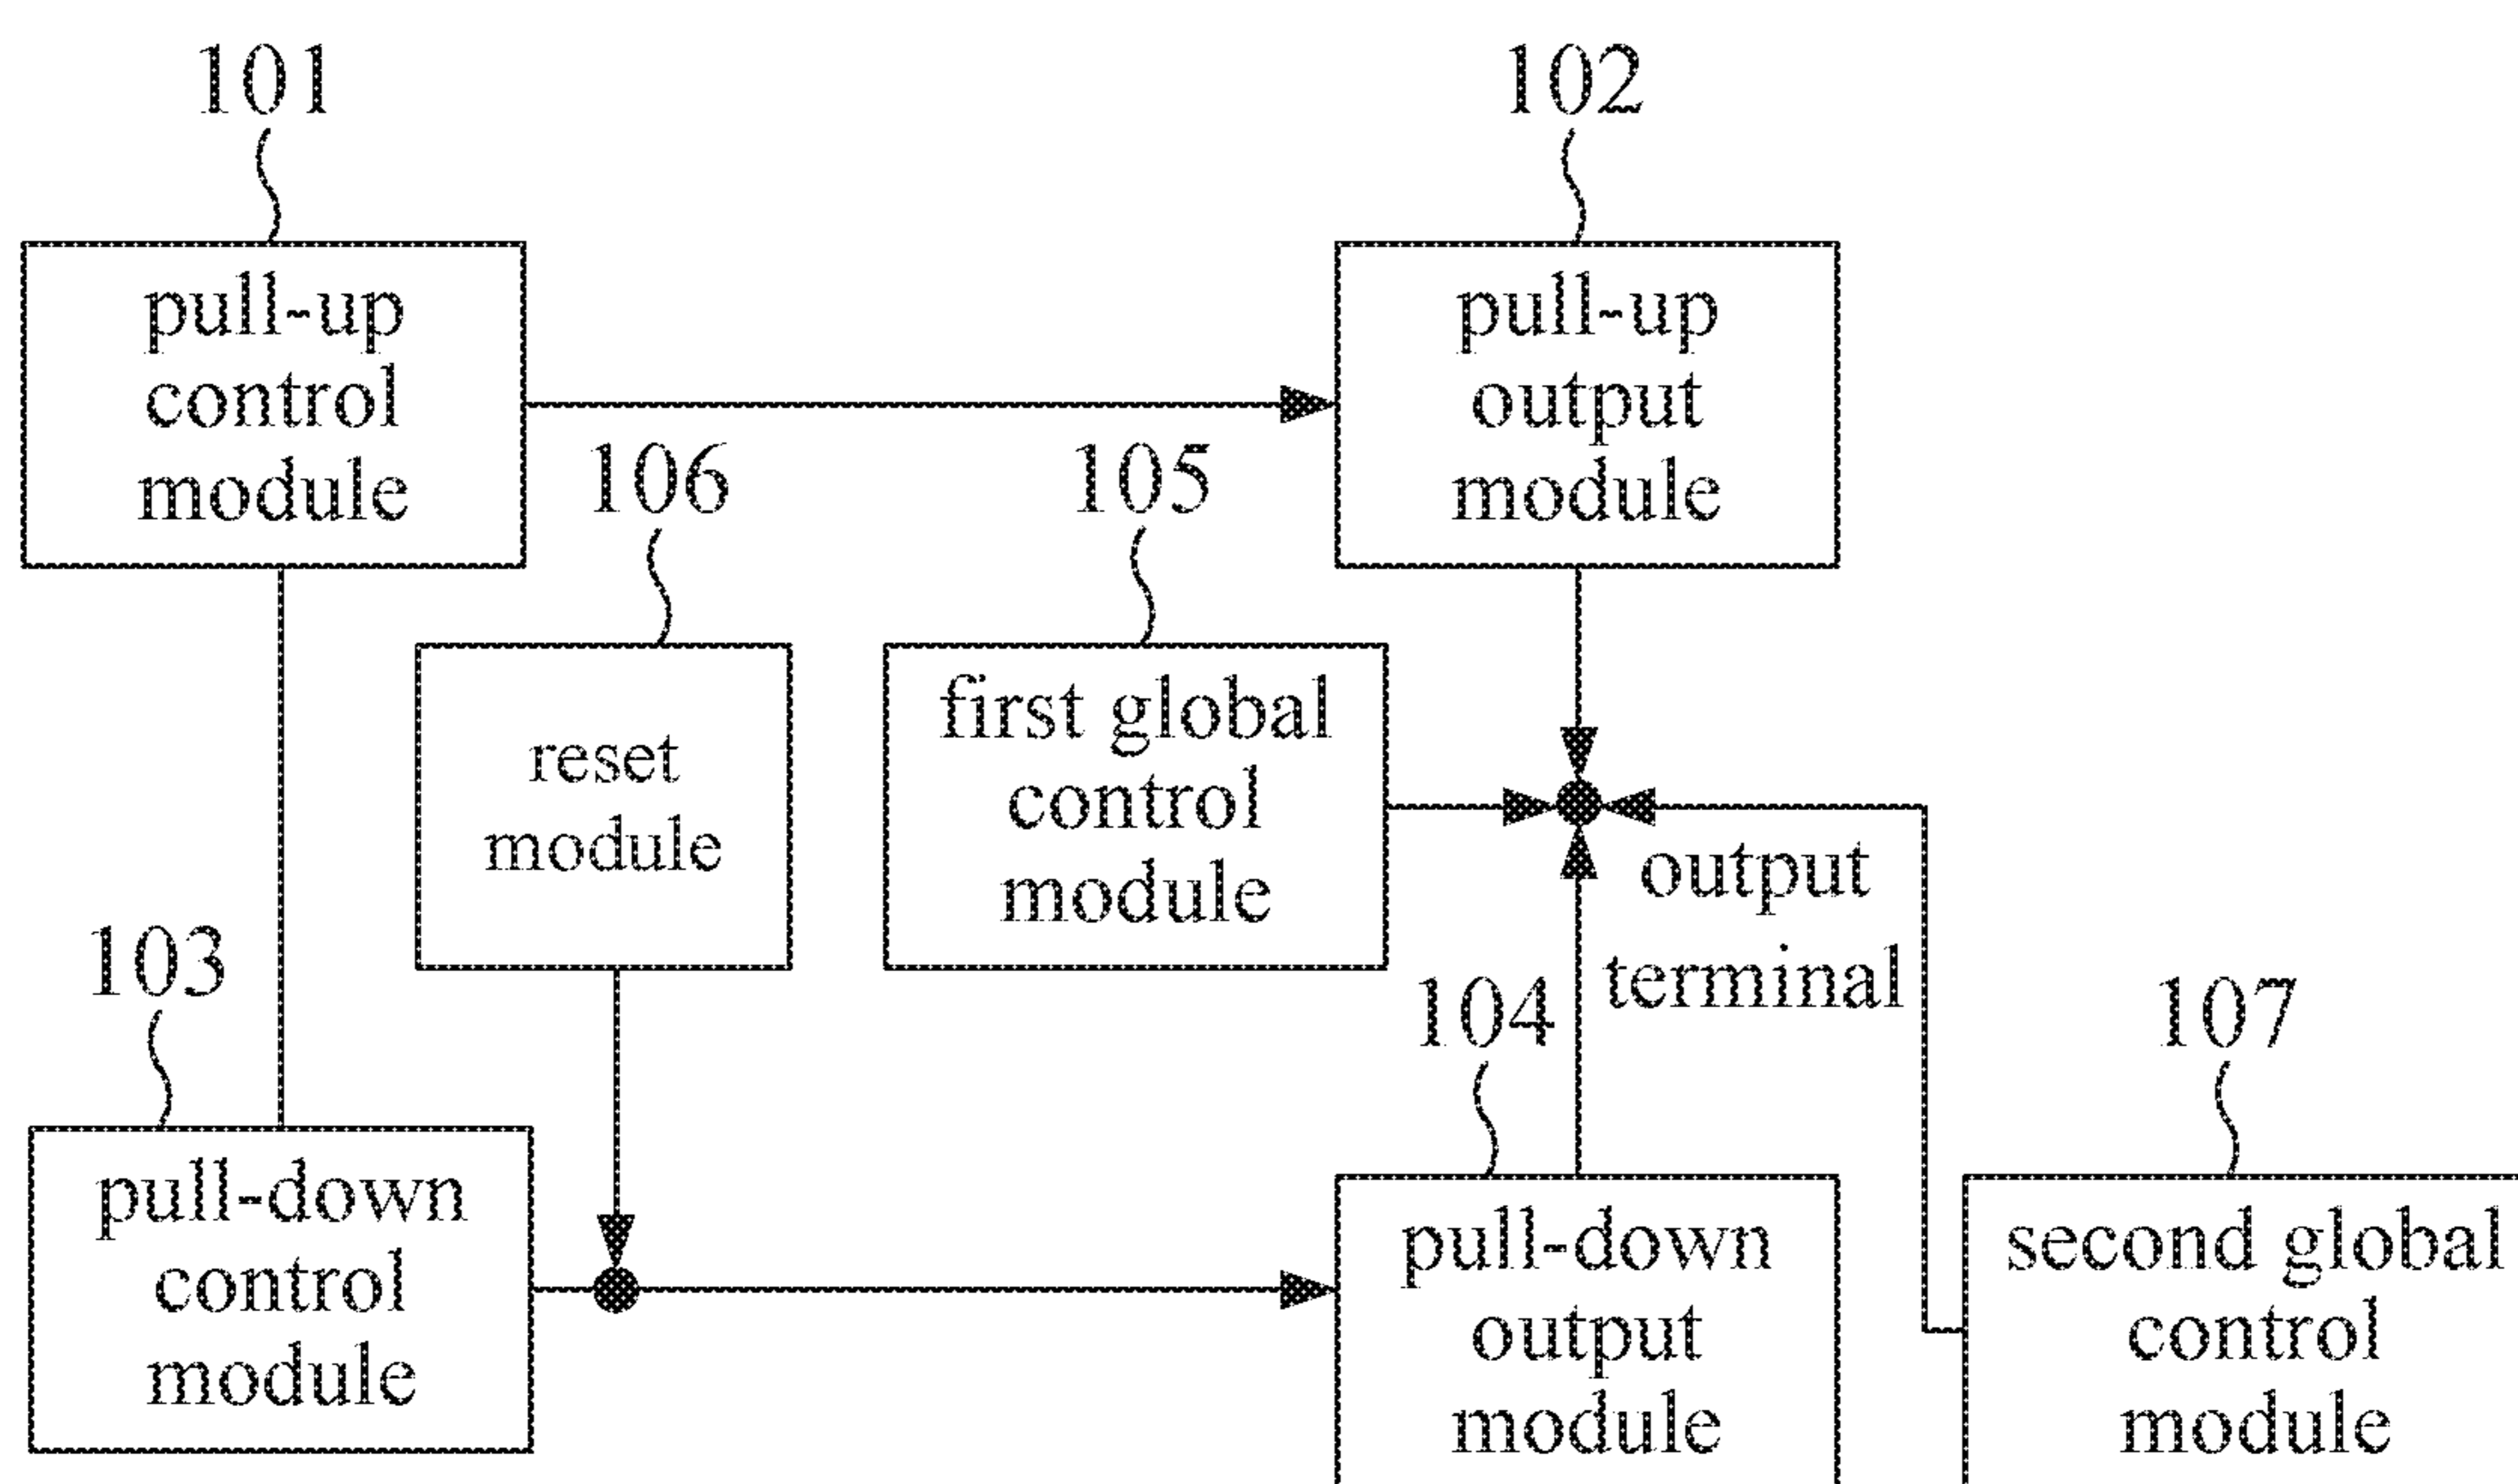 101
102
pull-up
control
module
pull-up
output
module
106
105
reset
module
first global
control
module
output
terminal
103
104
107
pull-down
control
module
pull-down
output
module
second global
control
module